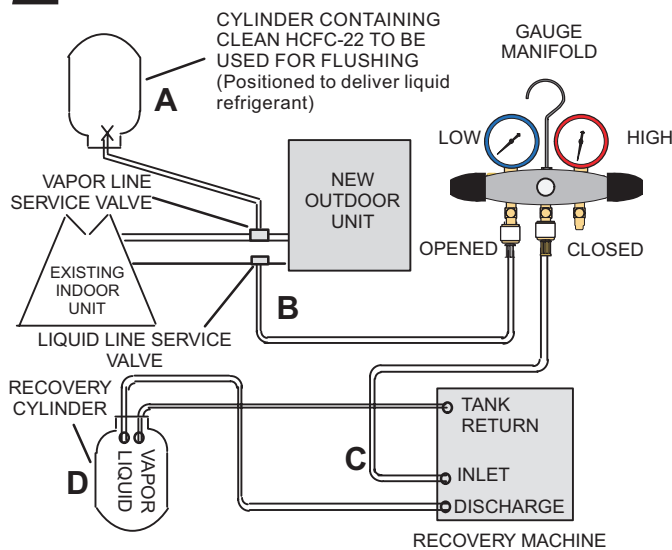 CYLINDER CONTAINING
CLEAN HCFC-22 TO BE
USED FOR FLUSHING
(Positioned to deliver liquid
refrigerant)
A
GAUGE
MANIFOLD
LOW
HIGH
VAPOR LINE
SERVICE VALVE
NEW
OUTDOOR
UNIT
OPENED
CLOSED
EXISTING
INDOOR
UNIT
B
LIQUID LINE SERVICE
VALVE
RECOVERY
CYLINDER
TANK
RETURN
C
D
LIQUID
VAPOR
INLET
DISCHARGE
RECOVERY MACHINE